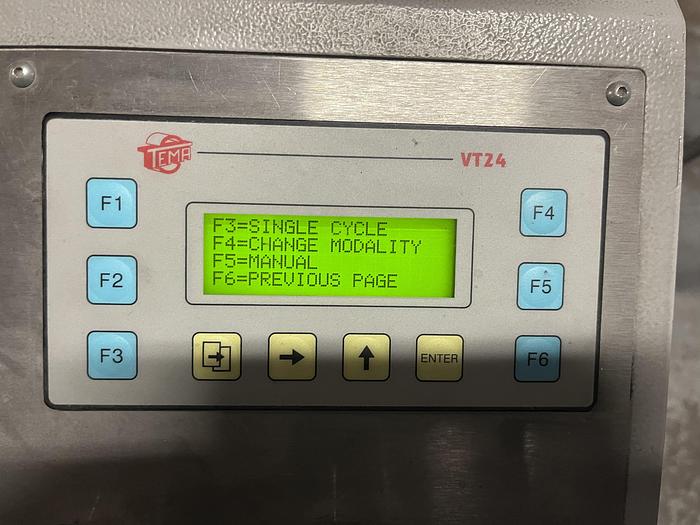 TEMA
VT24
F1
F2
F3
F3=SINGLE CYCLE
F4=CHANGE MODALITY
F5=MANUAL
F6=PREVIOUS PAGE
ENTER
F4
F5
F6